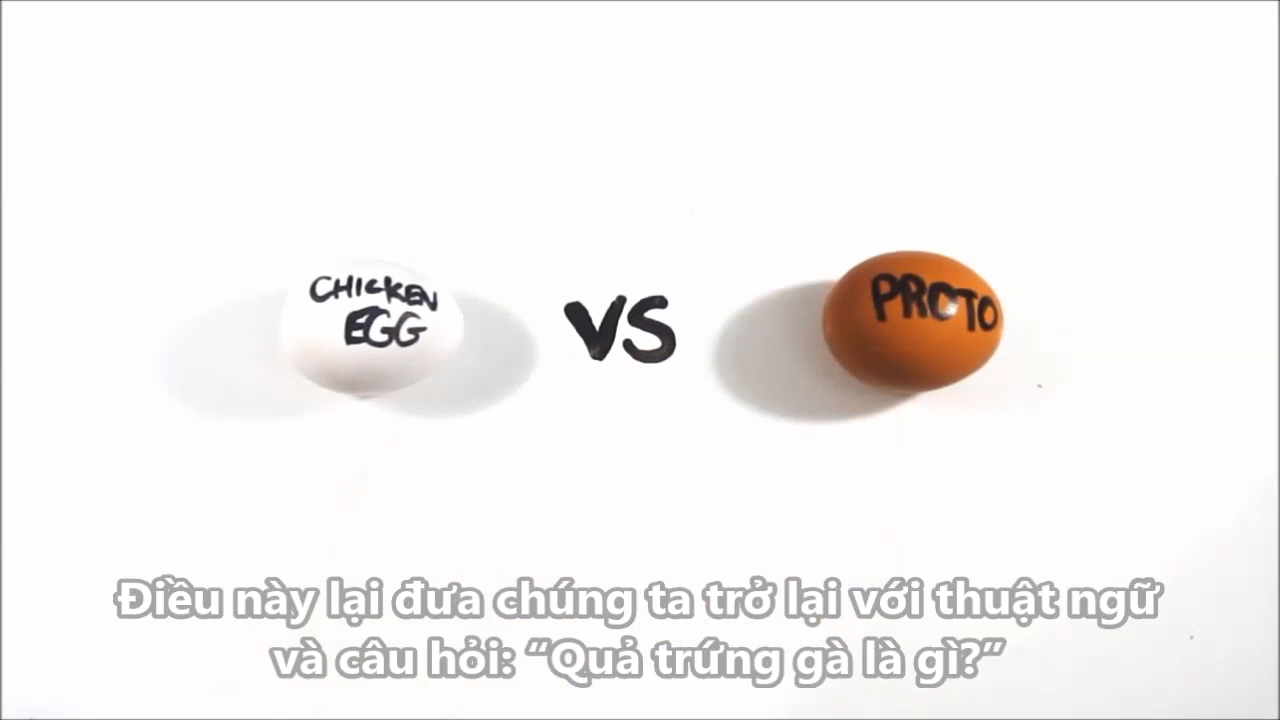 CHICKEN
EGG
VS
PROTO
Điều này lại đưa chúng ta trở lại với thuật ngữ
và câu hỏi: “Quả trứng gà là gì?”